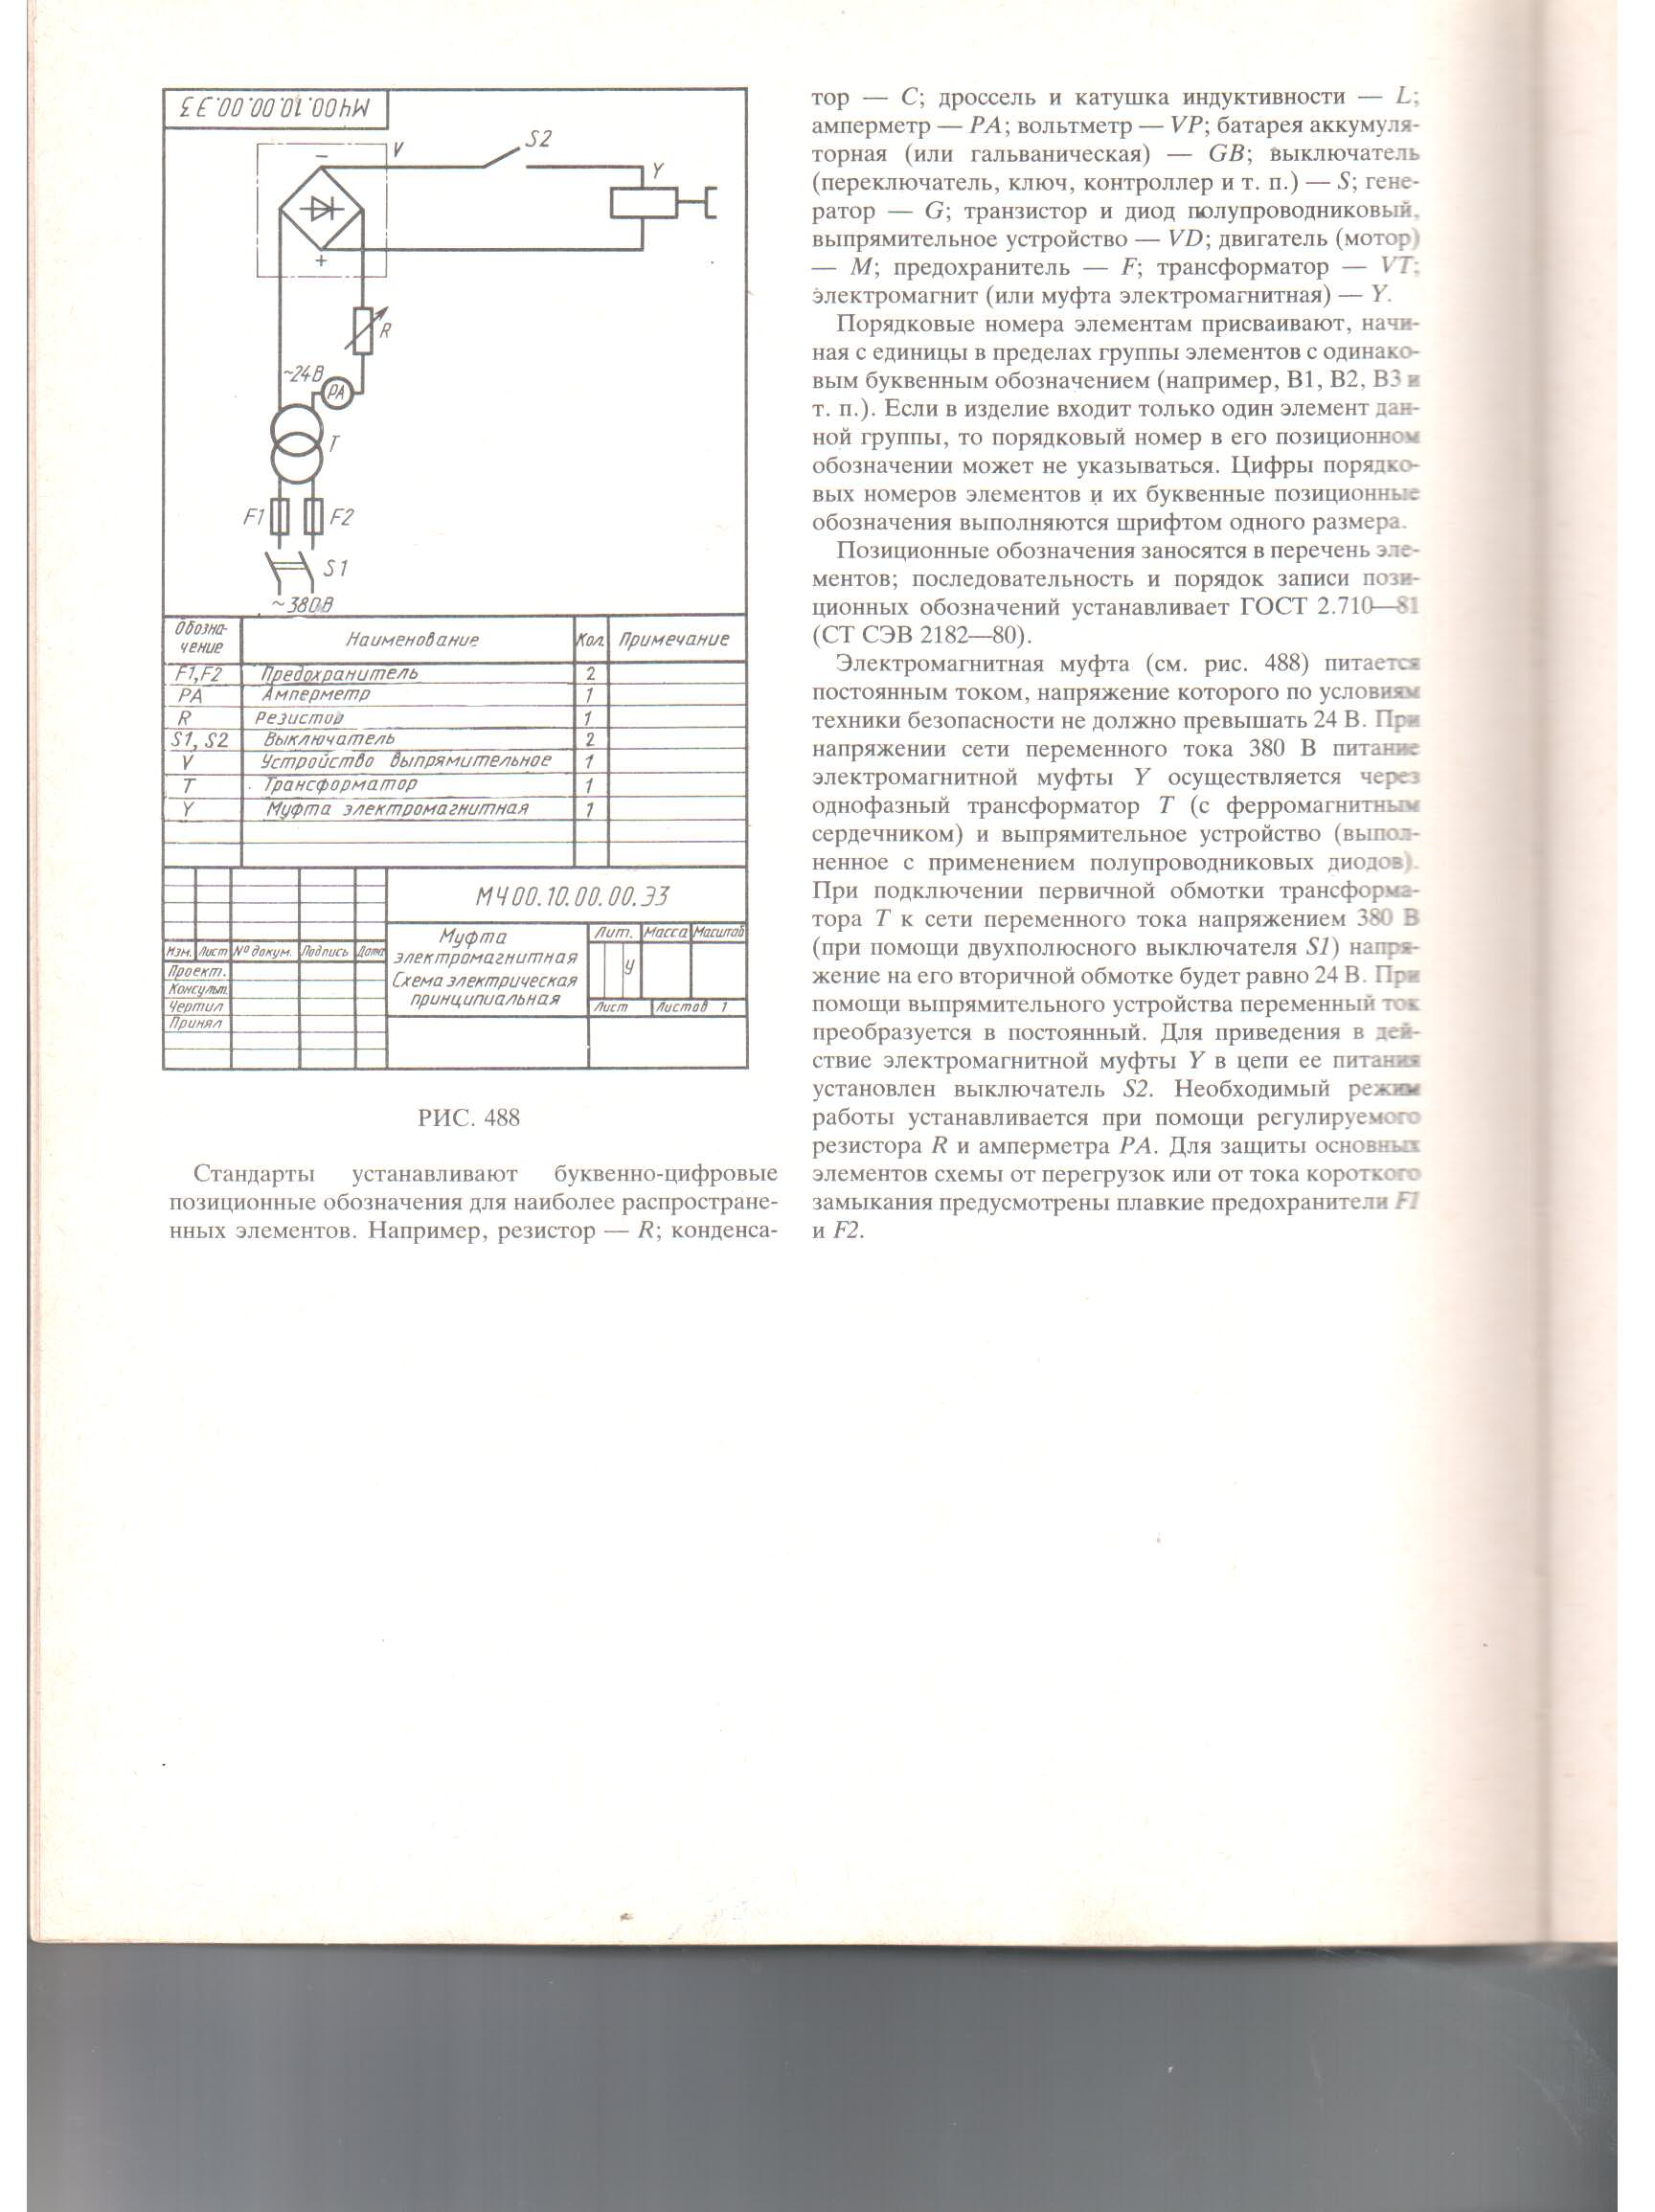 МЧ00.10.00.00.ЭЗ
V
S2
Y
−
+
R
~24В
PA
T
F1
F2
S1
~380В
Обозна-
чение
Наименование
Кол.
Примечание
F1,F2 Предохранитель 2
PA Амперметр 1
R Резистор 1
S1, S2 Выключатель 2
V Устройство выпрямительное 1
T Трансформатор 1
Y Муфта электромагнитная 1
МЧ00.10.00.00.ЭЗ
Изм. Лист № докум. Подпись Дата
Проект.
Консульт.
Чертил
Принял
Муфта
электромагнитная
Схема электрическая
принципиальная
Лит. Масса Масштаб
У
Лист Листов 1
РИС. 488
Стандарты устанавливают буквенно-цифровые
позиционные обозначения для наиболее распростране-
нных элементов. Например, резистор — R; конденса-
тор — C; дроссель и катушка индуктивности — L;
амперметр — PA; вольтметр — VP; батарея аккумуля-
торная (или гальваническая) — GB; выключатель
(переключатель, ключ, контроллер и т. п.) — S; гене-
ратор — G; транзистор и диод полупроводниковый,
выпрямительное устройство — VD; двигатель (мотор)
— M; предохранитель — F; трансформатор — VT;
электромагнит (или муфта электромагнитная) — Y.
Порядковые номера элементам присваивают, начи-
ная с единицы в пределах группы элементов с одинако-
вым буквенным обозначением (например, В1, В2, В3 и
т. п.). Если в изделие входит только один элемент дан-
ной группы, то порядковый номер в его позиционном
обозначении может не указываться. Цифры порядко-
вых номеров элементов и их буквенные позиционные
обозначения выполняются шрифтом одного размера.
Позиционные обозначения заносятся в перечень эле-
ментов; последовательность и порядок записи пози-
ционных обозначений устанавливает ГОСТ 2.710—81
(СТ СЭВ 2182—80).
Электромагнитная муфта (см. рис. 488) питается
постоянным током, напряжение которого по условиям
техники безопасности не должно превышать 24 В. При
напряжении сети переменного тока 380 В питание
электромагнитной муфты Y осуществляется через
однофазный трансформатор T (с ферромагнитным
сердечником) и выпрямительное устройство (выпол-
ненное с применением полупроводниковых диодов).
При подключении первичной обмотки трансформа-
тора T к сети переменного тока напряжением 380 В
(при помощи двухполюсного выключателя S1) напря-
жение на его вторичной обмотке будет равно 24 В. При
помощи выпрямительного устройства переменный ток
преобразуется в постоянный. Для приведения в дей-
ствие электромагнитной муфты Y в цепи ее питания
установлен выключатель S2. Необходимый режим
работы устанавливается при помощи регулируемого
резистора R и амперметра PA. Для защиты основных
элементов схемы от перегрузок или от тока короткого
замыкания предусмотрены плавкие предохранители F1
и F2.